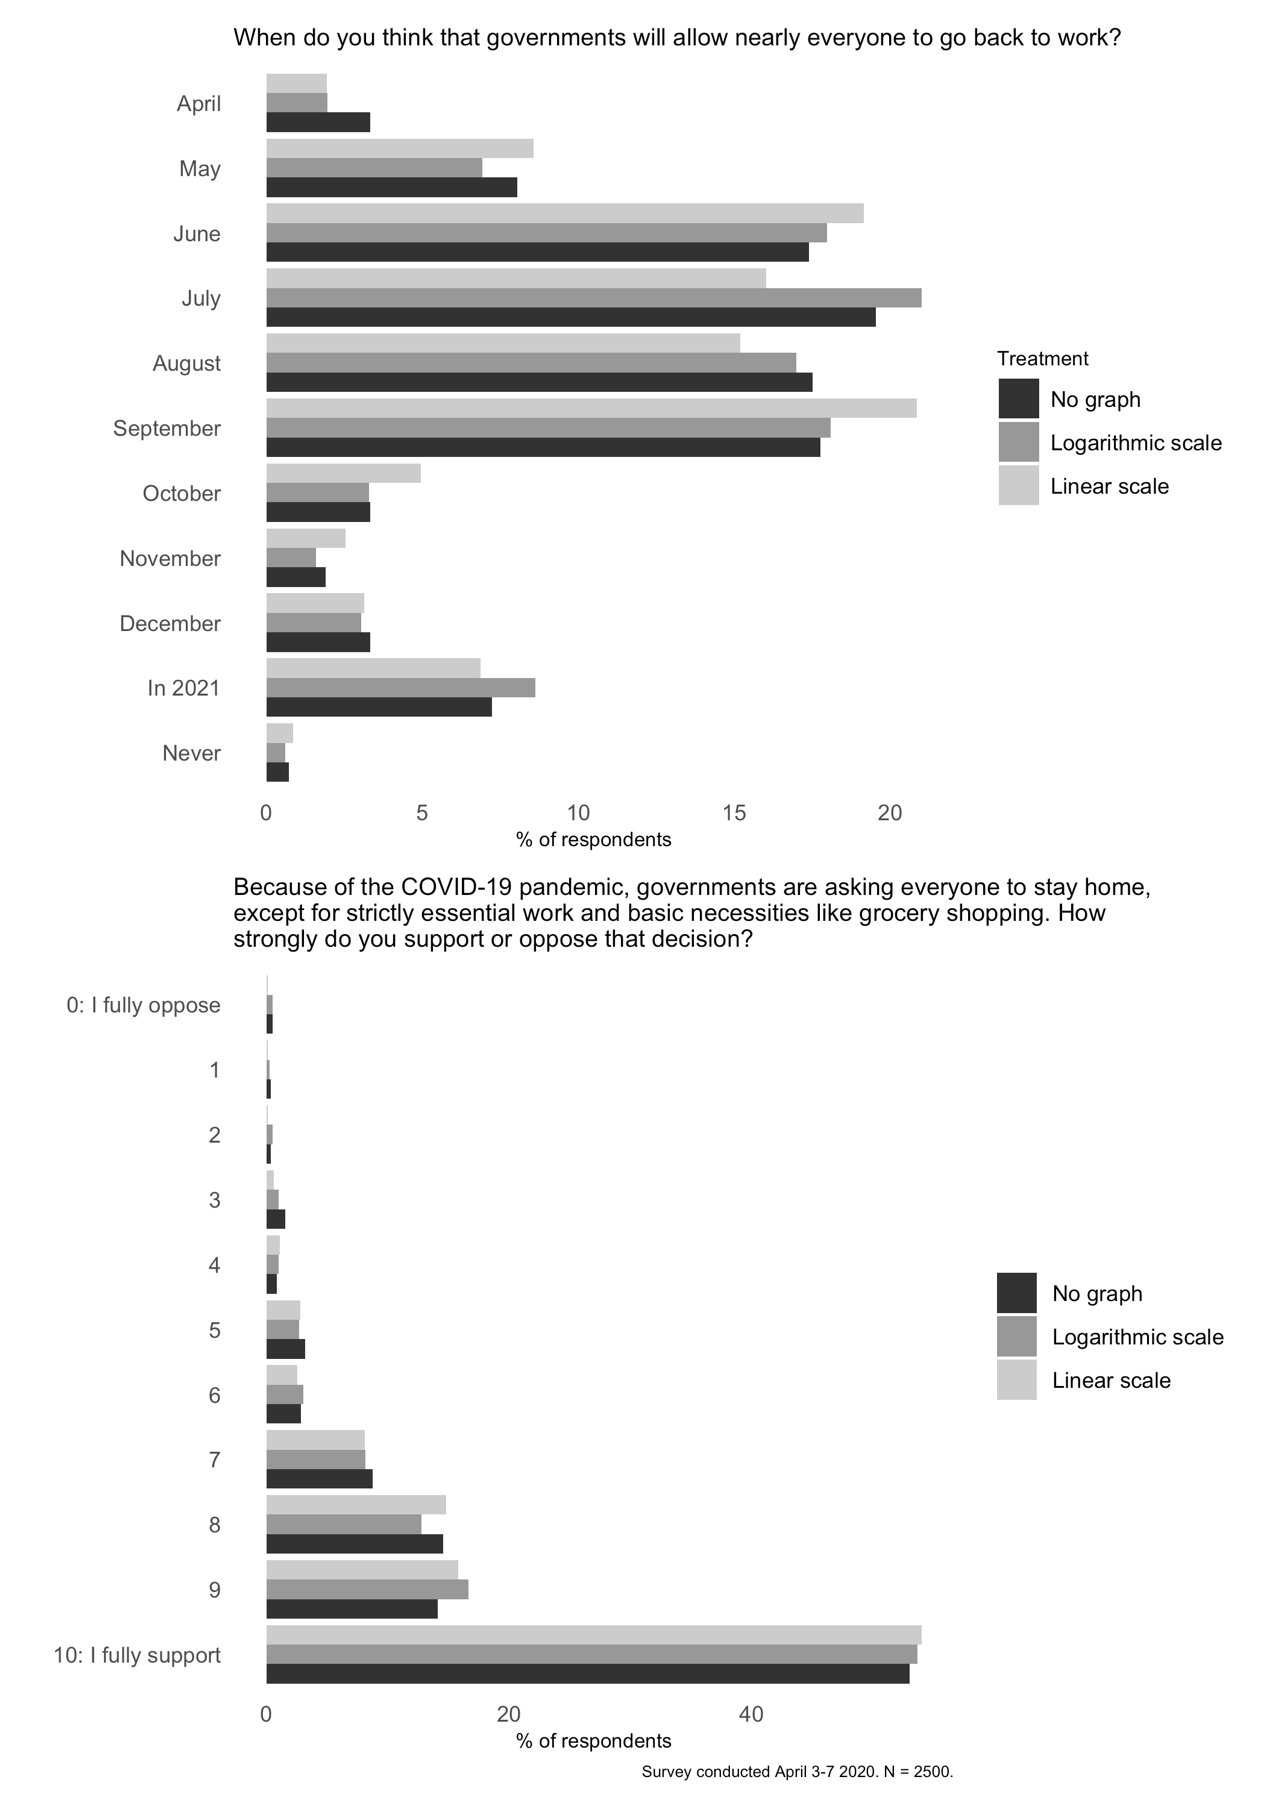 When do you think that governments will allow nearly everyone to go back to work?
April
May
June
July
August
September
October
November
December
In 2021
Never
0 5 10 15 20
% of respondents
Treatment
No graph
Logarithmic scale
Linear scale
Because of the COVID-19 pandemic, governments are asking everyone to stay home,
except for strictly essential work and basic necessities like grocery shopping. How
strongly do you support or oppose that decision?
0: I fully oppose
1
2
3
4
5
6
7
8
9
10: I fully support
0 20 40
% of respondents
No graph
Logarithmic scale
Linear scale
Survey conducted April 3-7 2020. N = 2500.